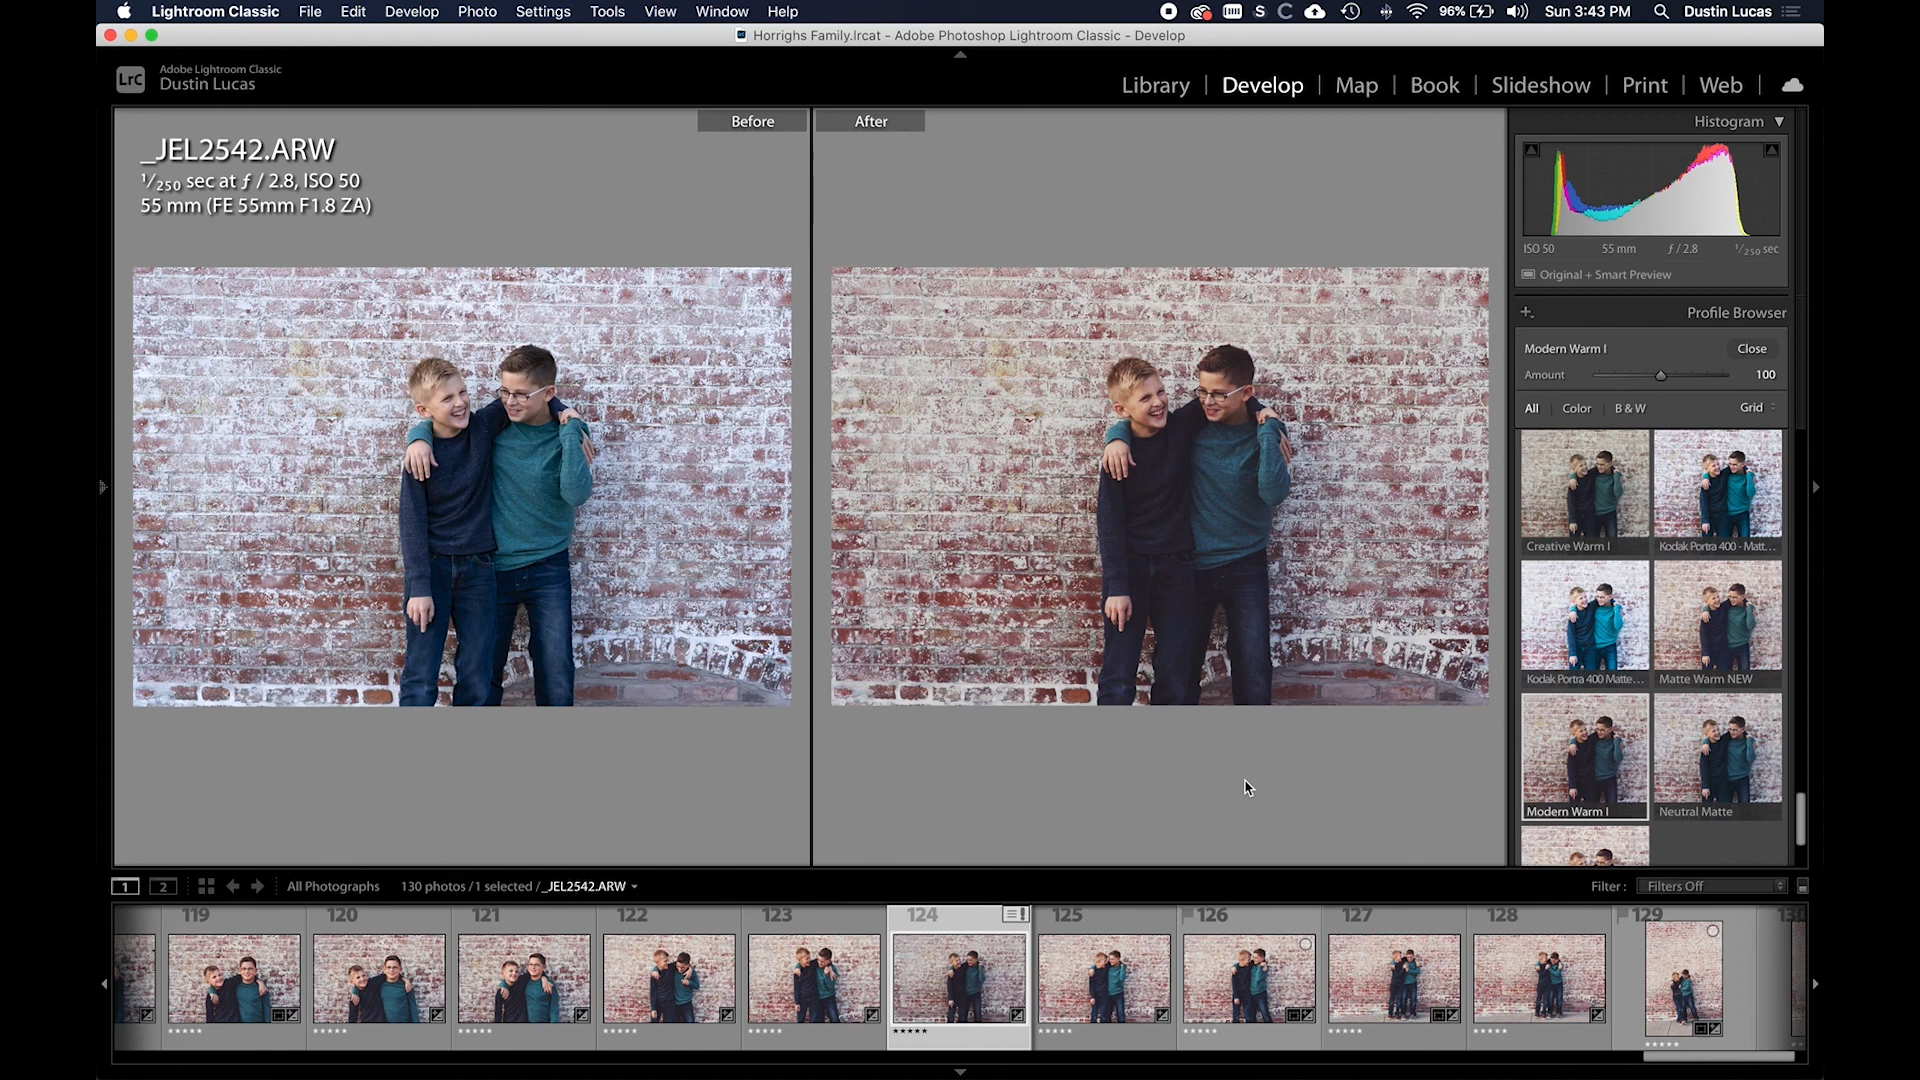 Lightroom Classic File Edit Develop Photo Settings Tools View Window Help S C 96% Sun 3:43 PM Dustin Lucas
Horrighs Family.lrcat - Adobe Photoshop Lightroom Classic - Develop
LrC Adobe Lightroom Classic
Dustin Lucas
Library | Develop | Map | Book | Slideshow | Print | Web |
Before After
_JEL2542.ARW
1/250 sec at f / 2.8, ISO 50
55 mm (FE 55mm F1.8 ZA)
Histogram
ISO 50 55 mm f / 2.8 1/250 sec
Original + Smart Preview
Profile Browser
Modern Warm I Close
Amount 100
All Color B & W Grid
Creative Warm I Kodak Portra 400 - Matt...
Kodak Portra 400 Matte... Matte Warm NEW
Modern Warm I Neutral Matte
1 2 All Photographs 130 photos / 1 selected / _JEL2542.ARW Filter : Filters Off
119 120 121 122 123 124 125 126 127 128 129 130